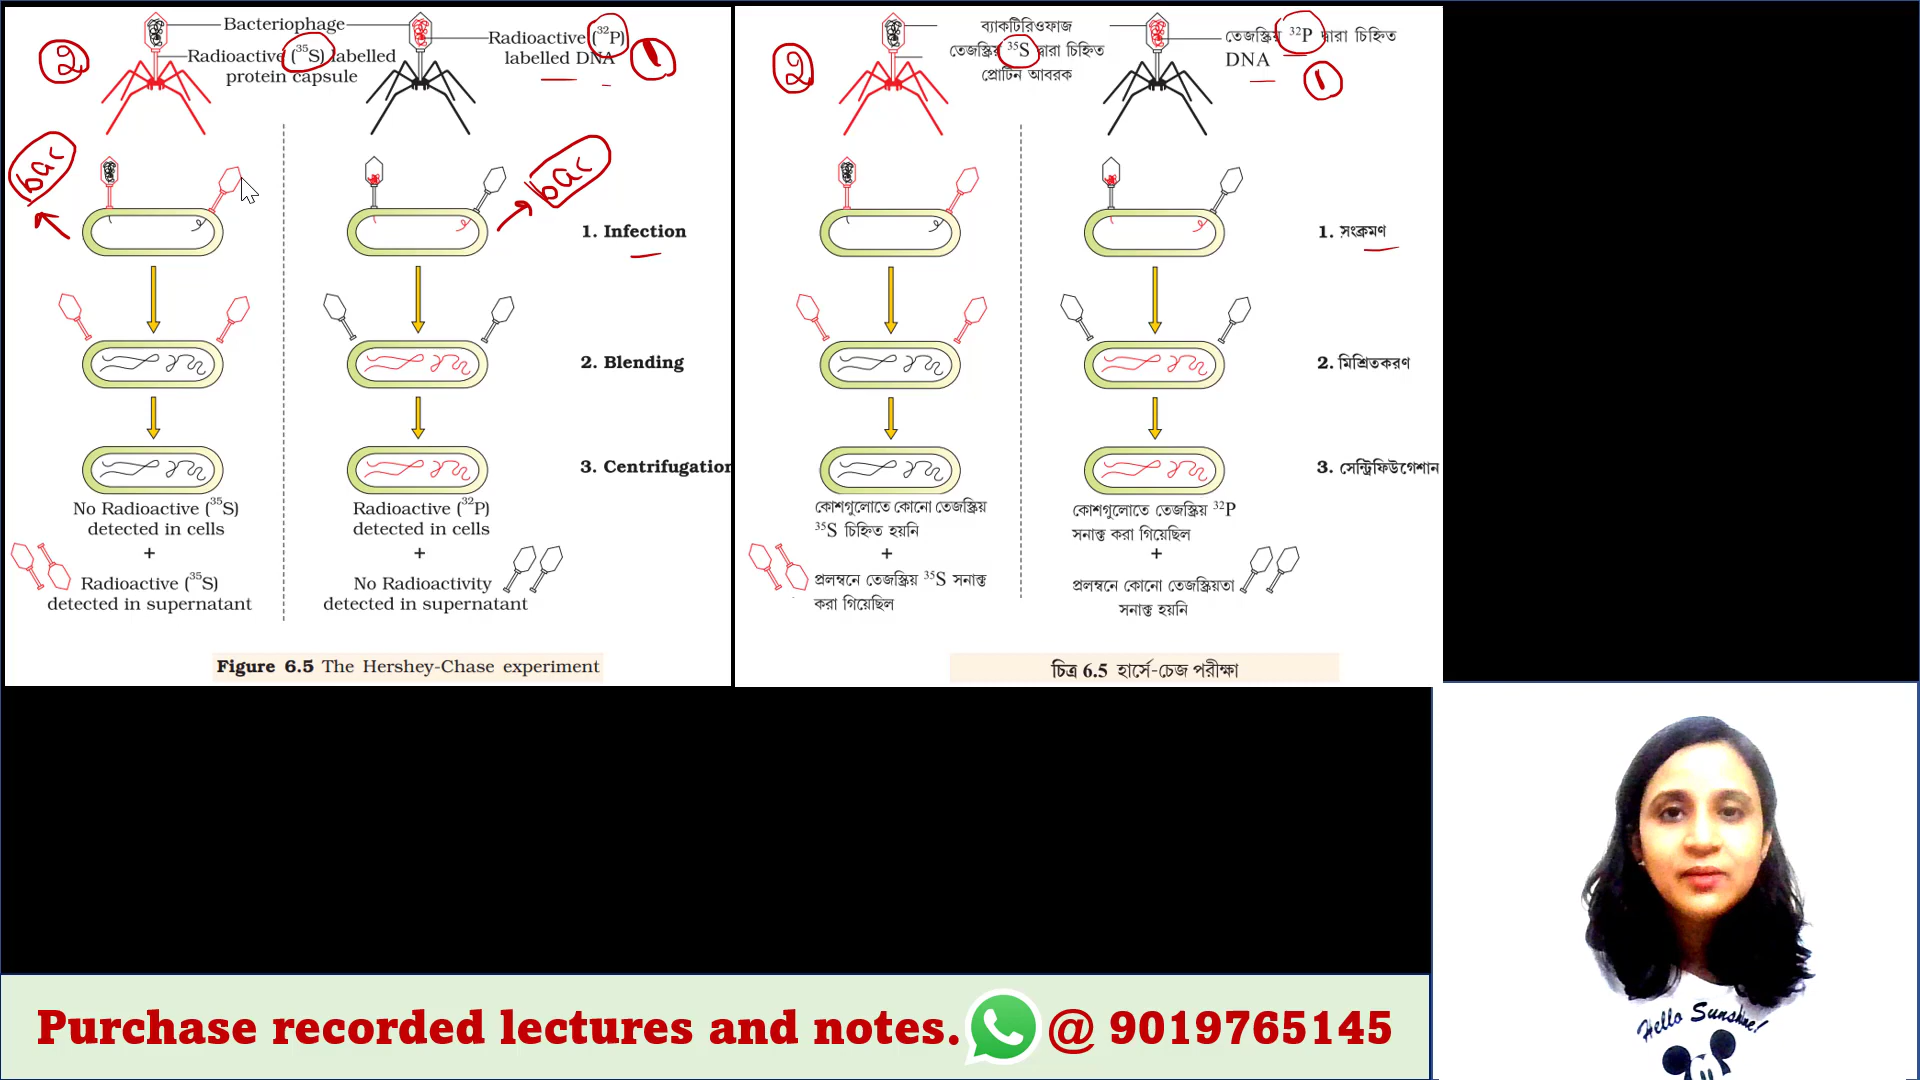 Bacteriophage
Radioactive (³⁵S) labelled
protein capsule
Radioactive (³²P)
labelled DNA
2
1
bac
bac
1. Infection
2. Blending
3. Centrifugation
No Radioactive (³⁵S)
detected in cells
+
Radioactive (³⁵S)
detected in supernatant
Radioactive (³²P)
detected in cells
+
No Radioactivity
detected in supernatant
Figure 6.5 The Hershey-Chase experiment
ব্যাকটিরিওফাজ
তেজস্ক্রিয় ³⁵S দ্বারা চিহ্নিত
প্রোটিন আবরক
তেজস্ক্রিয় ³²P দ্বারা চিহ্নিত
DNA
2
1
1. সংক্রমণ
2. মিশ্রিতকরণ
3. সেন্ট্রিফিউগেশান
কোশগুলোতে কোনো তেজস্ক্রিয়
³⁵S চিহ্নিত হয়নি
+
প্রলম্বনে তেজস্ক্রিয় ³⁵S সনাক্ত
করা গিয়েছিল
কোশগুলোতে তেজস্ক্রিয় ³²P
সনাক্ত করা গিয়েছিল
+
প্রলম্বনে কোনো তেজস্ক্রিয়তা
সনাক্ত হয়নি
চিত্র 6.5 হার্সে-চেজ পরীক্ষা
Hello Sunshine!
Purchase recorded lectures and notes. @ 9019765145